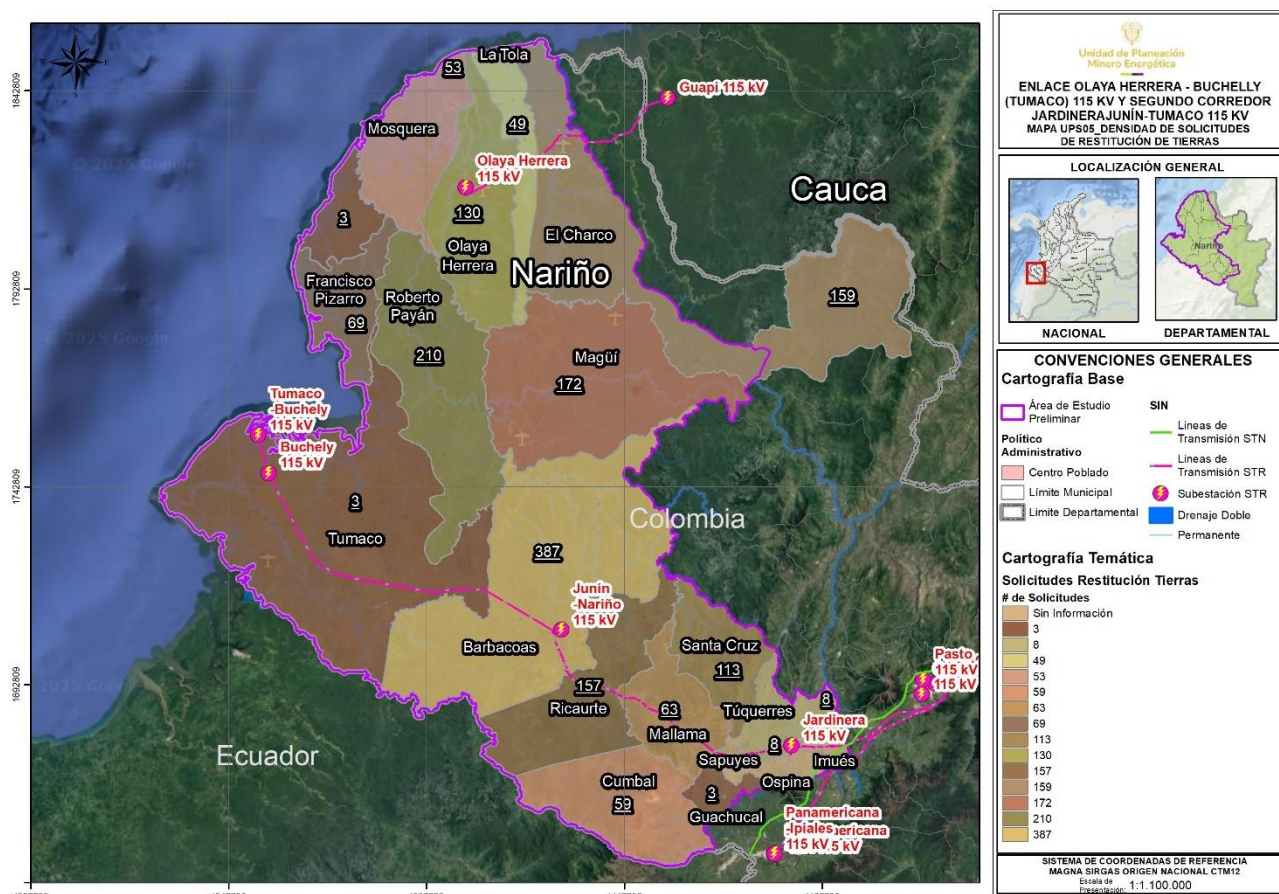 1842809
1792809
1742809
1692809
© 2025 Google
© 2025 Google
La Tola
53
Guapi 115 kV
Mosquera
49
Olaya Herrera
115 kV
Cauca
3
130
El Charco
Olaya
Herrera
Nariño
Francisco
Pizarro
Roberto
Payán
159
69
210
Magüí
172
Tumaco
-Buchely
115 kV
Buchely
115 kV
3
Tumaco
Colombia
387
Junín
-Nariño
115 kV
Barbacoas
Santa Cruz
113
Pasto
115 kV
115 kV
157
Ricaurte
63
Mallama
Túquerres
8
Jardinera
115 kV
8
Sapuyes
Imués
Ospina
Ecuador
Cumbal
59
3
Guachucal
Panamericana
-Ipiales
115 kV
Unidad de Planeación
Minero Energética
ENLACE OLAYA HERRERA - BUCHELLY
(TUMACO) 115 KV Y SEGUNDO CORREDOR
JARDINERAJUNÍN-TUMACO 115 KV
MAPA UPS05_DENSIDAD DE SOLICITUDES
DE RESTITUCIÓN DE TIERRAS
LOCALIZACIÓN GENERAL
Nariño
NACIONAL
DEPARTAMENTAL
CONVENCIONES GENERALES
Cartografía Base
Área de Estudio
Preliminar
Político
Administrativo
Centro Poblado
Límite Municipal
Limite Departamental
SIN
Lineas de
Transmisión STN
Lineas de
Transmisión STR
Subestación STR
Drenaje Doble
Permanente
Cartografía Temática
Solicitudes Restitución Tierras
# de Solicitudes
Sin Información
3
8
49
53
59
63
69
113
130
157
159
172
210
387
SISTEMA DE COORDENADAS DE REFERENCIA
MAGNA SIRGAS ORIGEN NACIONAL CTM12
Escala de
Presentación: 1:1.100.000